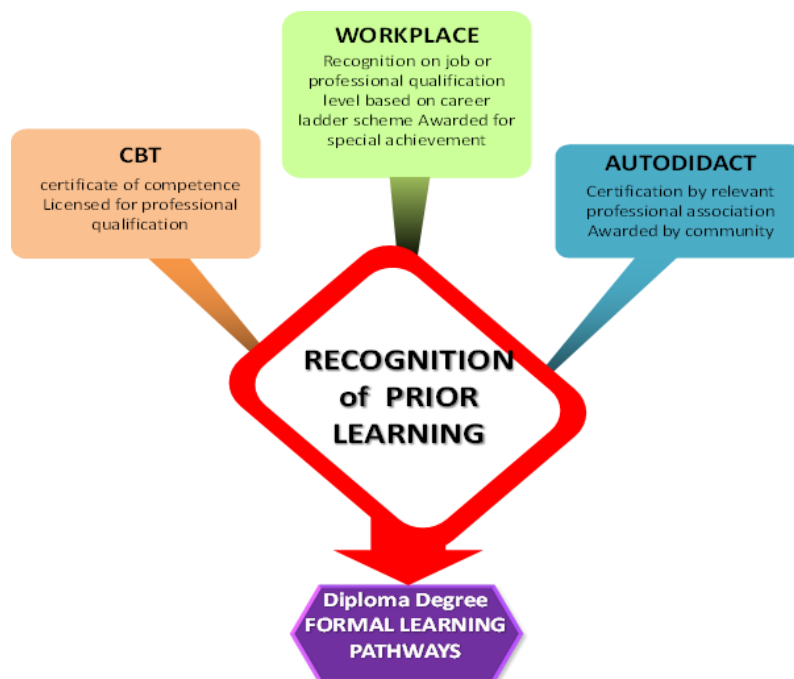 WORKPLACE
Recognition on job or
professional qualification
level based on career
ladder scheme Awarded for
special achievement
CBT
certificate of competence
Licensed for professional
qualification
AUTODIDACT
Certification by relevant
professional association
Awarded by community
RECOGNITION
of PRIOR
LEARNING
Diploma Degree
FORMAL LEARNING
PATHWAYS